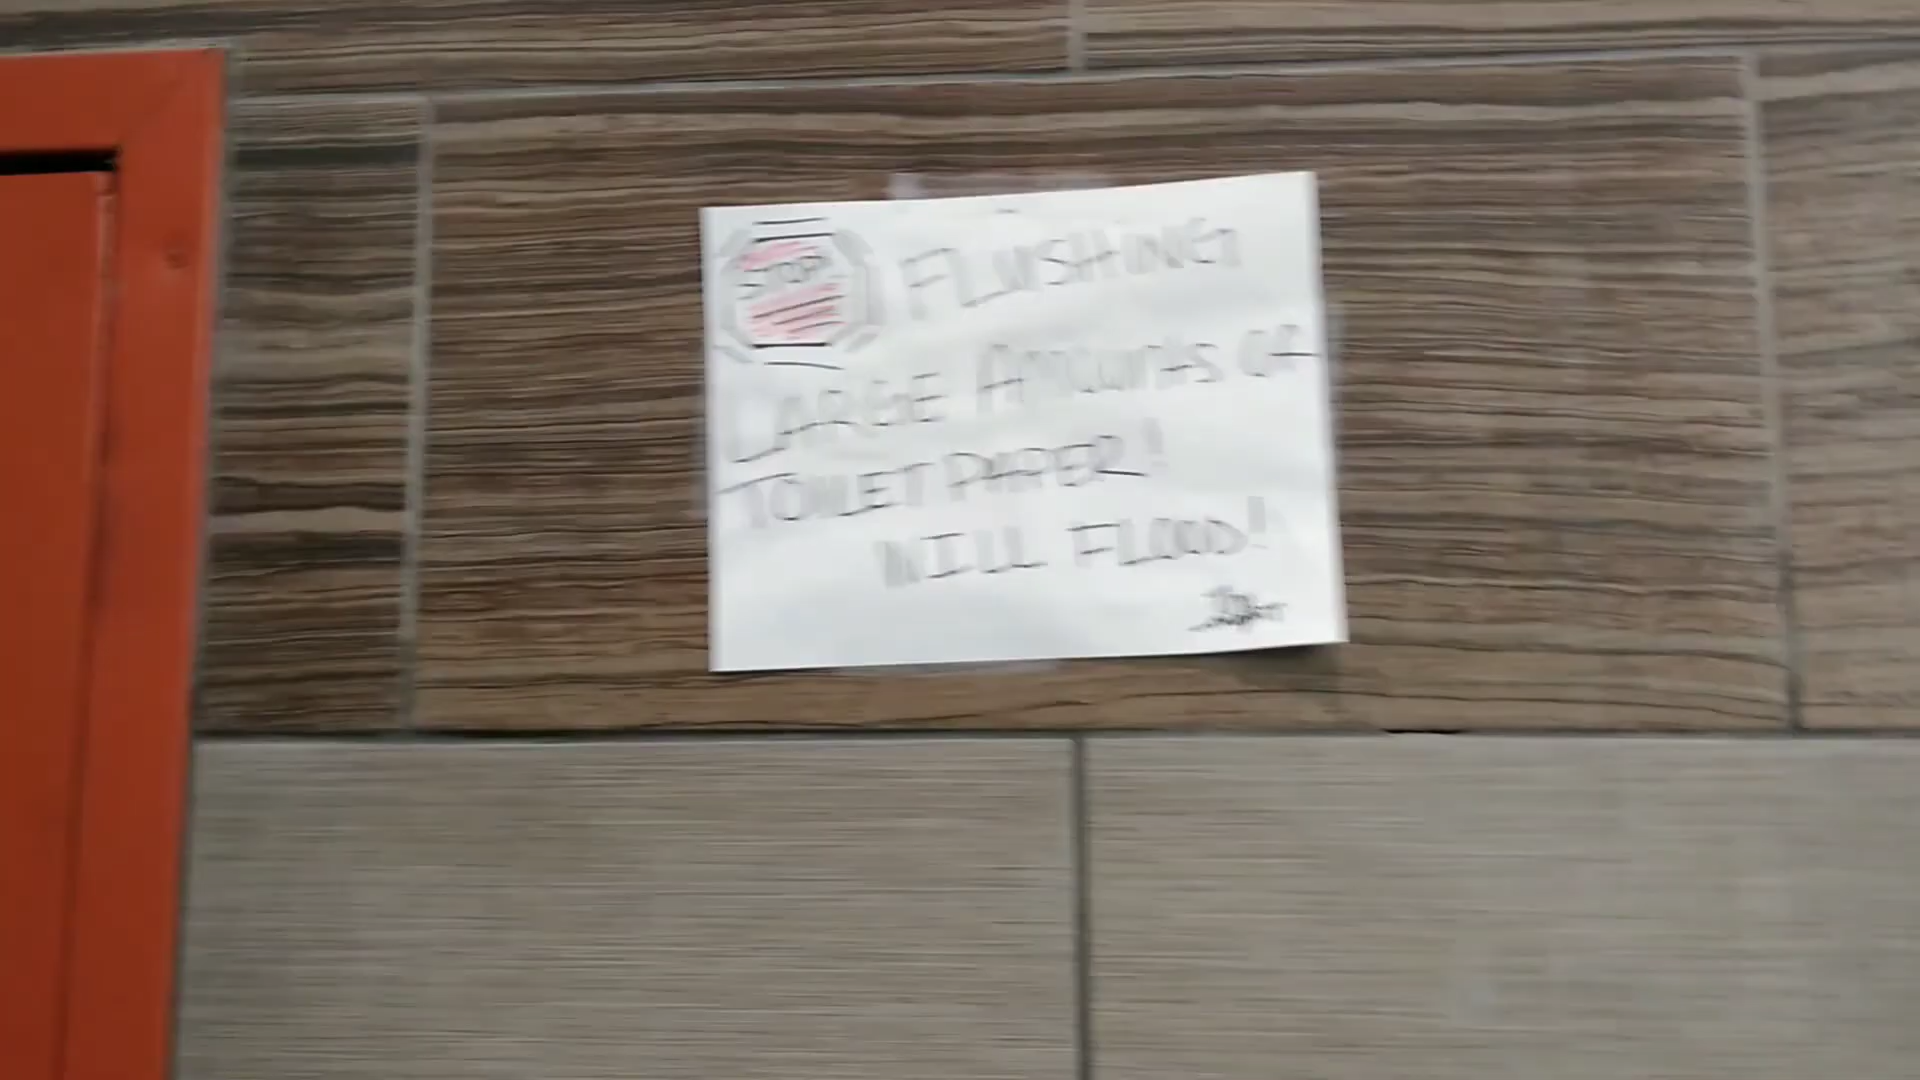 STOP FLUSHING
LARGE AMOUNTS OF
TOILET PAPER!
WILL FLOOD!